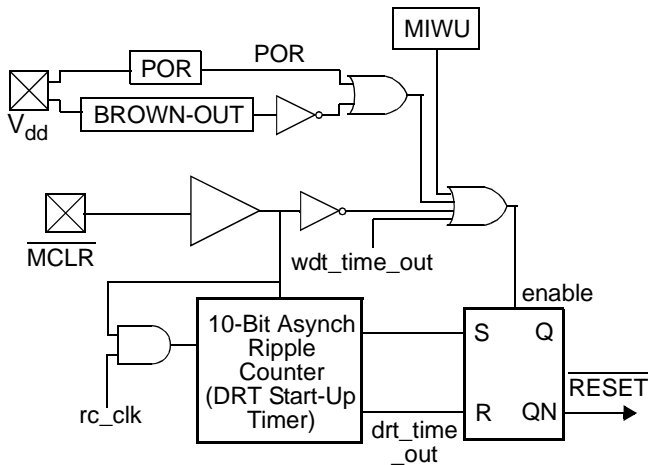 MIWU
POR
POR
BROWN-OUT
Vdd
MCLR
wdt_time_out
enable
10-Bit Asynch
Ripple
Counter
(DRT Start-Up
Timer)
S Q
R QN
RESET
rc_clk
drt_time
_out